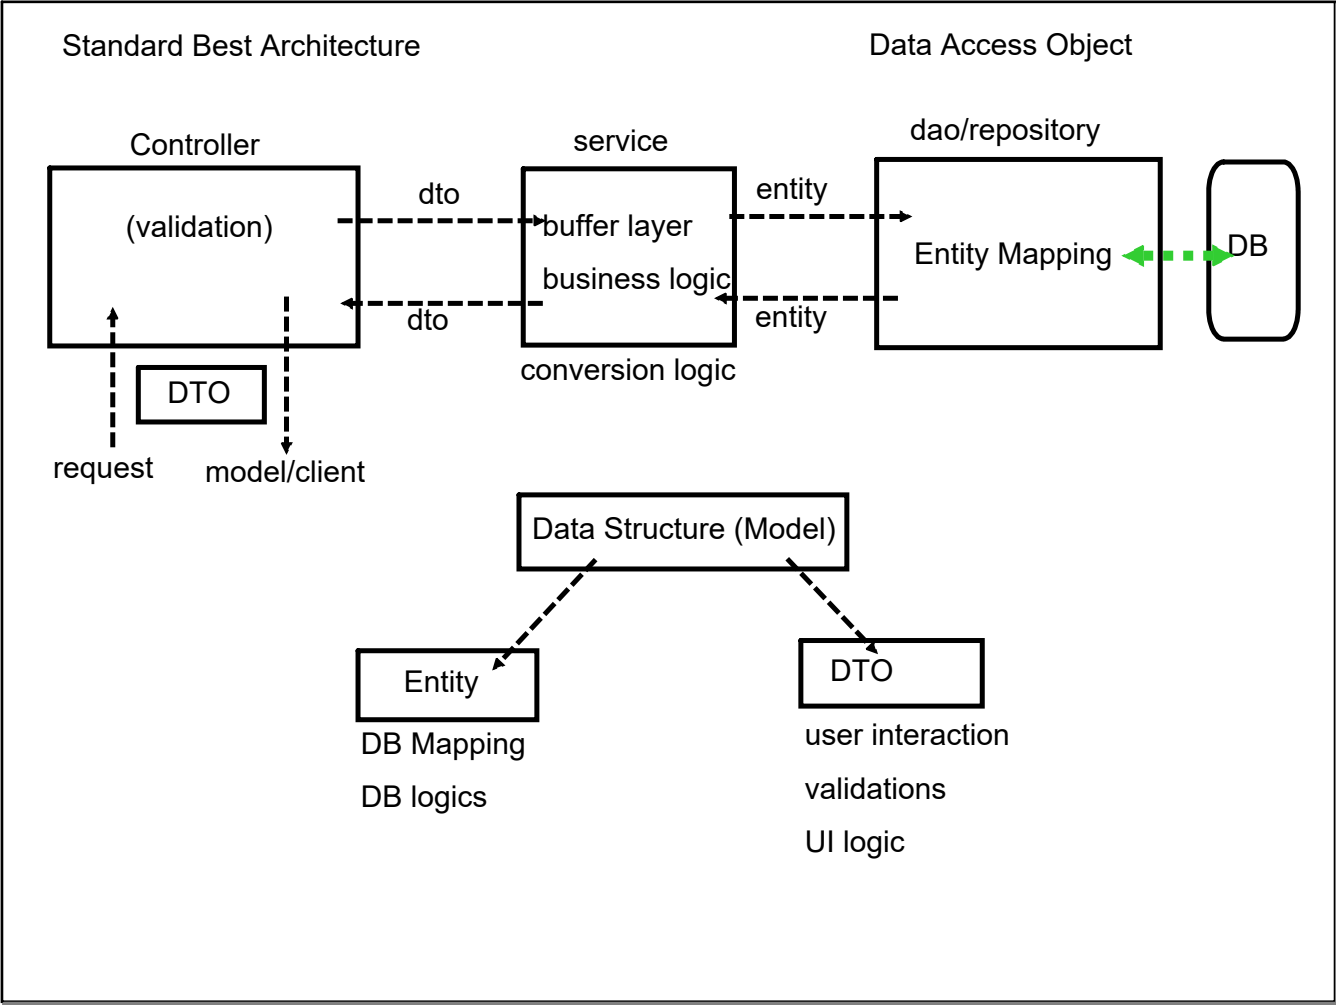 Standard Best Architecture
Data Access Object
Controller
service
dao/repository
(validation)
dto
buffer layer
business logic
dto
conversion logic
entity
entity
Entity Mapping
DB
DTO
request
model/client
Data Structure (Model)
Entity
DB Mapping
DB logics
DTO
user interaction
validations
UI logic